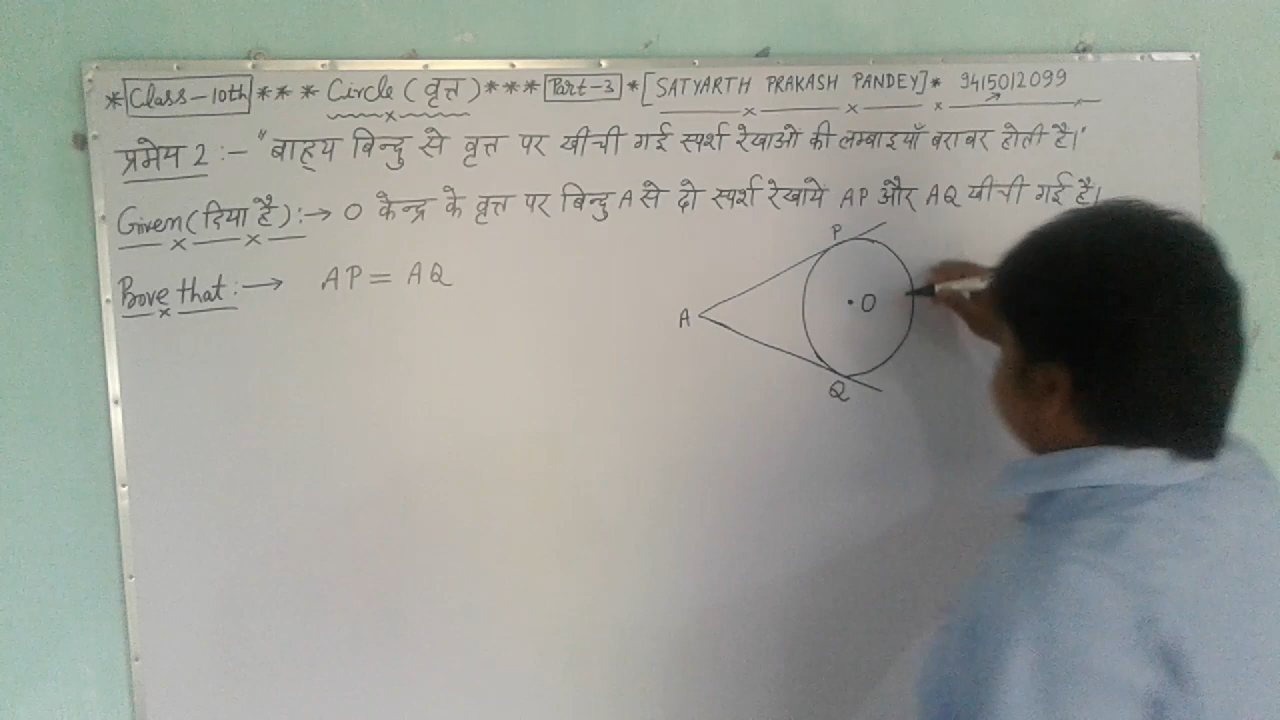 *Class-10th*** Circle (वृत्त)*** Part-3 *[SATYARTH PRAKASH PANDEY]* 9415012099
प्रमेय 2 :- "बाह्य बिन्दु से वृत्त पर खीची गई स्पर्श रेखाओ की लम्बाइयाँ बराबर होती है।"
Given (दिया है) :→ O केन्द्र के वृत्त पर बिन्दु A से दो स्पर्श रेखाये AP और AQ खीची गई है।
Prove that :→ AP = AQ
P
A
O
Q